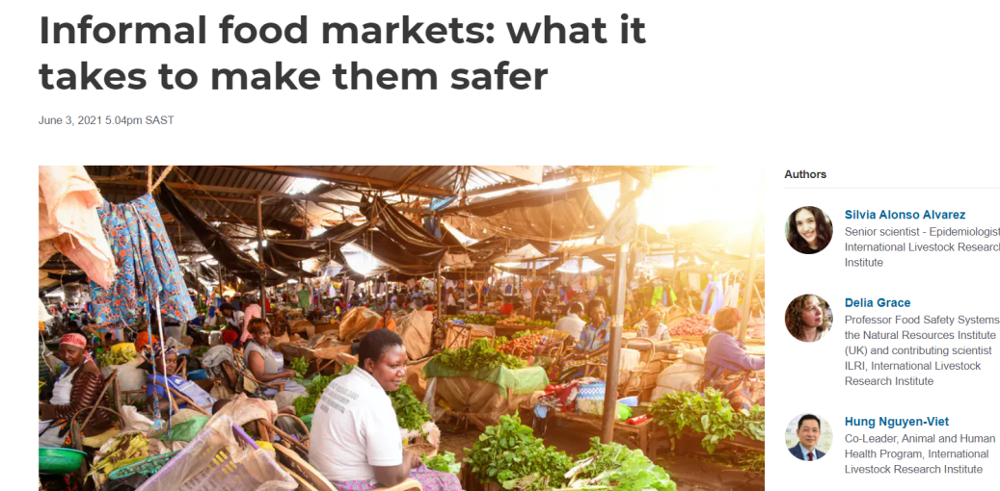 Informal food markets: what it
takes to make them safer
June 3, 2021 5.04pm SAST
Authors
Silvia Alonso Alvarez
Senior scientist - Epidemiologist
International Livestock Research
Institute
Delia Grace
Professor Food Safety Systems
the Natural Resources Institute
(UK) and contributing scientist
ILRI, International Livestock
Research Institute
Hung Nguyen-Viet
Co-Leader, Animal and Human
Health Program, International
Livestock Research Institute